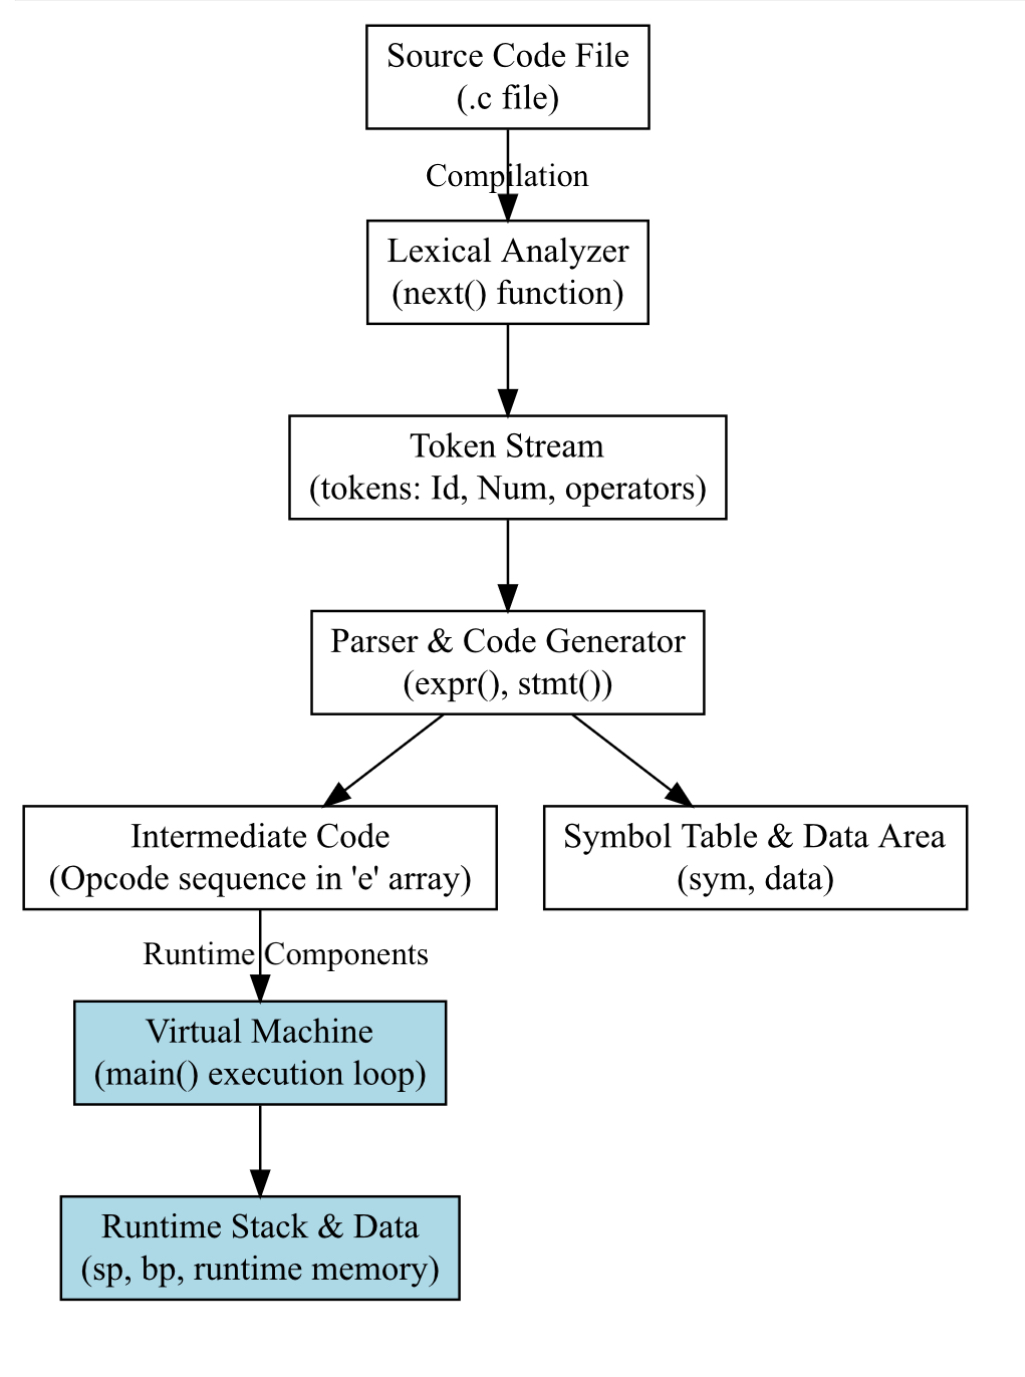 Source Code File
(.c file)
Compilation
Lexical Analyzer
(next() function)
Token Stream
(tokens: Id, Num, operators)
Parser & Code Generator
(expr(), stmt())
Intermediate Code
(Opcode sequence in 'e' array)
Symbol Table & Data Area
(sym, data)
Runtime Components
Virtual Machine
(main() execution loop)
Runtime Stack & Data
(sp, bp, runtime memory)